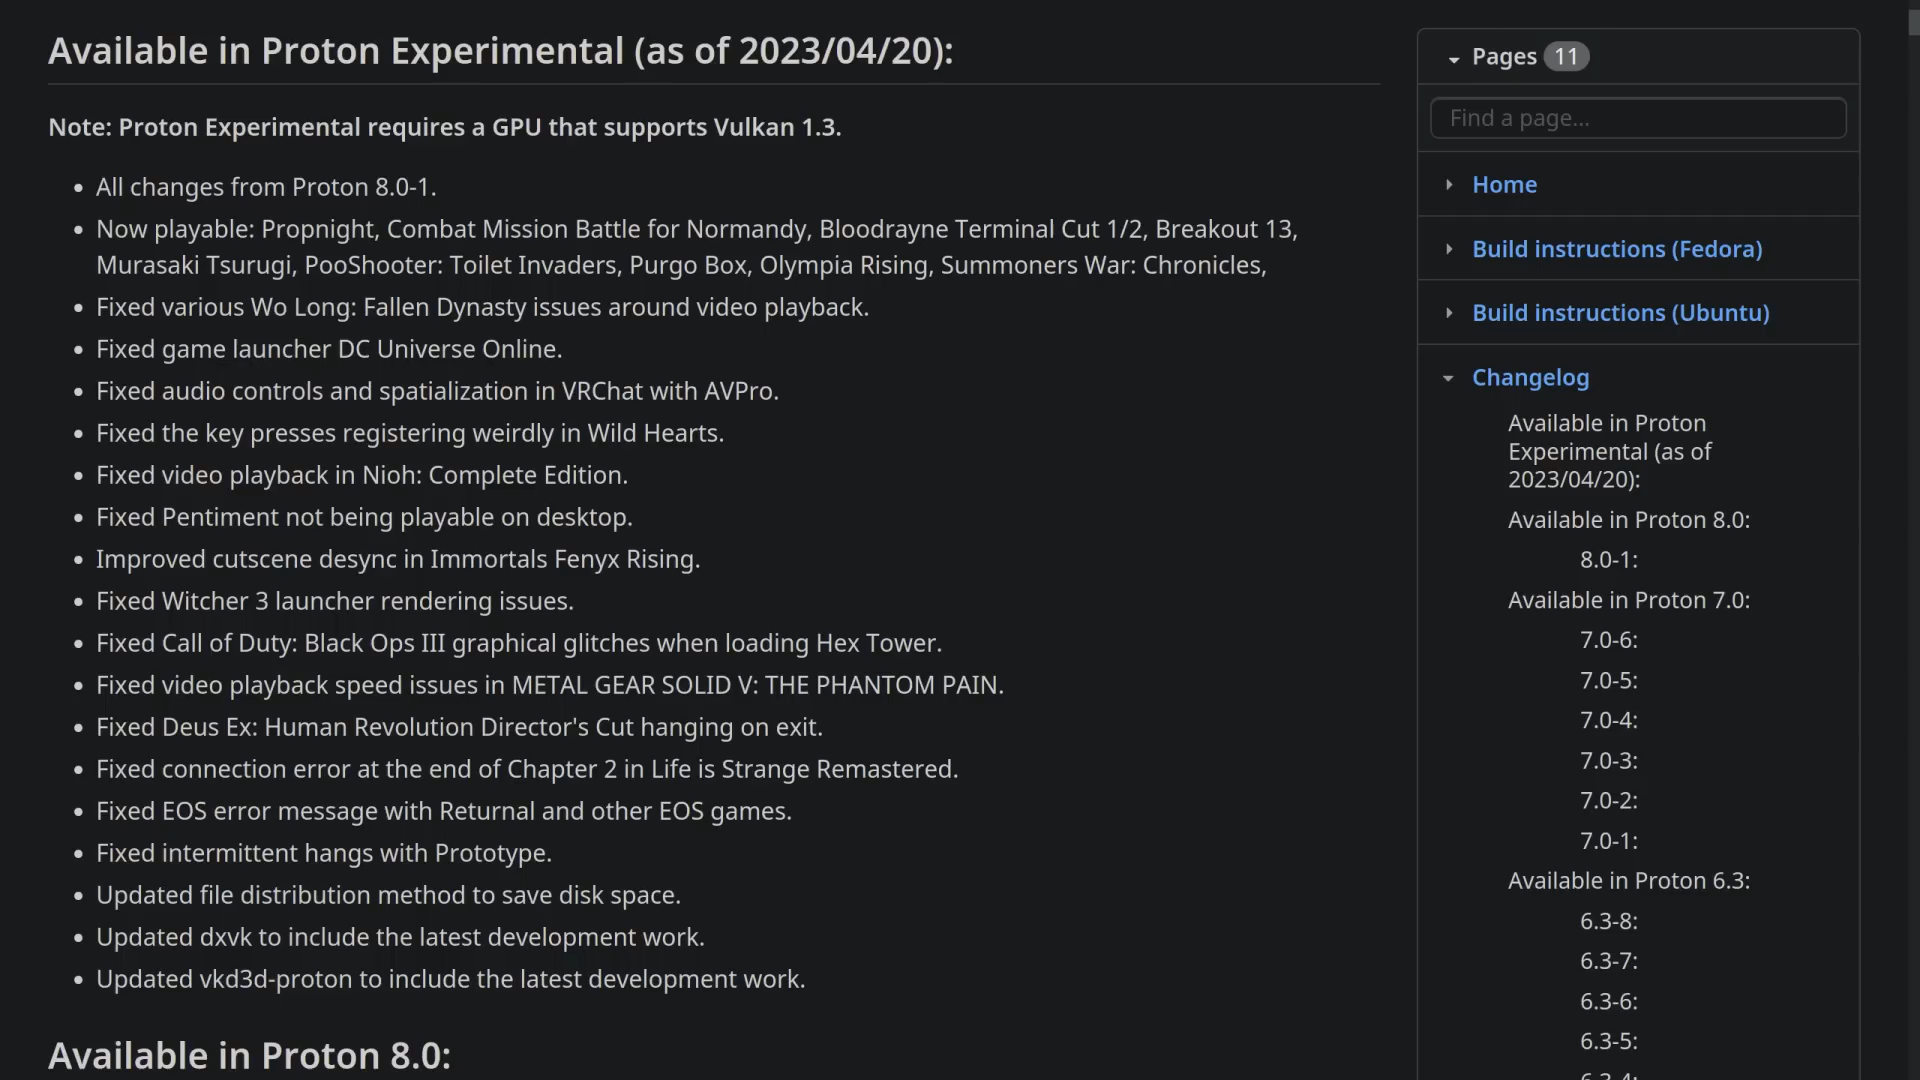 Available in Proton Experimental (as of 2023/04/20):
Note: Proton Experimental requires a GPU that supports Vulkan 1.3.
All changes from Proton 8.0-1.
Now playable: Propnight, Combat Mission Battle for Normandy, Bloodrayne Terminal Cut 1/2, Breakout 13,
Murasaki Tsurugi, PooShooter: Toilet Invaders, Purgo Box, Olympia Rising, Summoners War: Chronicles,
Fixed various Wo Long: Fallen Dynasty issues around video playback.
Fixed game launcher DC Universe Online.
Fixed audio controls and spatialization in VRChat with AVPro.
Fixed the key presses registering weirdly in Wild Hearts.
Fixed video playback in Nioh: Complete Edition.
Fixed Pentiment not being playable on desktop.
Improved cutscene desync in Immortals Fenyx Rising.
Fixed Witcher 3 launcher rendering issues.
Fixed Call of Duty: Black Ops III graphical glitches when loading Hex Tower.
Fixed video playback speed issues in METAL GEAR SOLID V: THE PHANTOM PAIN.
Fixed Deus Ex: Human Revolution Director's Cut hanging on exit.
Fixed connection error at the end of Chapter 2 in Life is Strange Remastered.
Fixed EOS error message with Returnal and other EOS games.
Fixed intermittent hangs with Prototype.
Updated file distribution method to save disk space.
Updated dxvk to include the latest development work.
Updated vkd3d-proton to include the latest development work.
Available in Proton 8.0:
Pages 11
Find a page...
Home
Build instructions (Fedora)
Build instructions (Ubuntu)
Changelog
Available in Proton
Experimental (as of
2023/04/20):
Available in Proton 8.0:
8.0-1:
Available in Proton 7.0:
7.0-6:
7.0-5:
7.0-4:
7.0-3:
7.0-2:
7.0-1:
Available in Proton 6.3:
6.3-8:
6.3-7:
6.3-6:
6.3-5:
6.3-4: